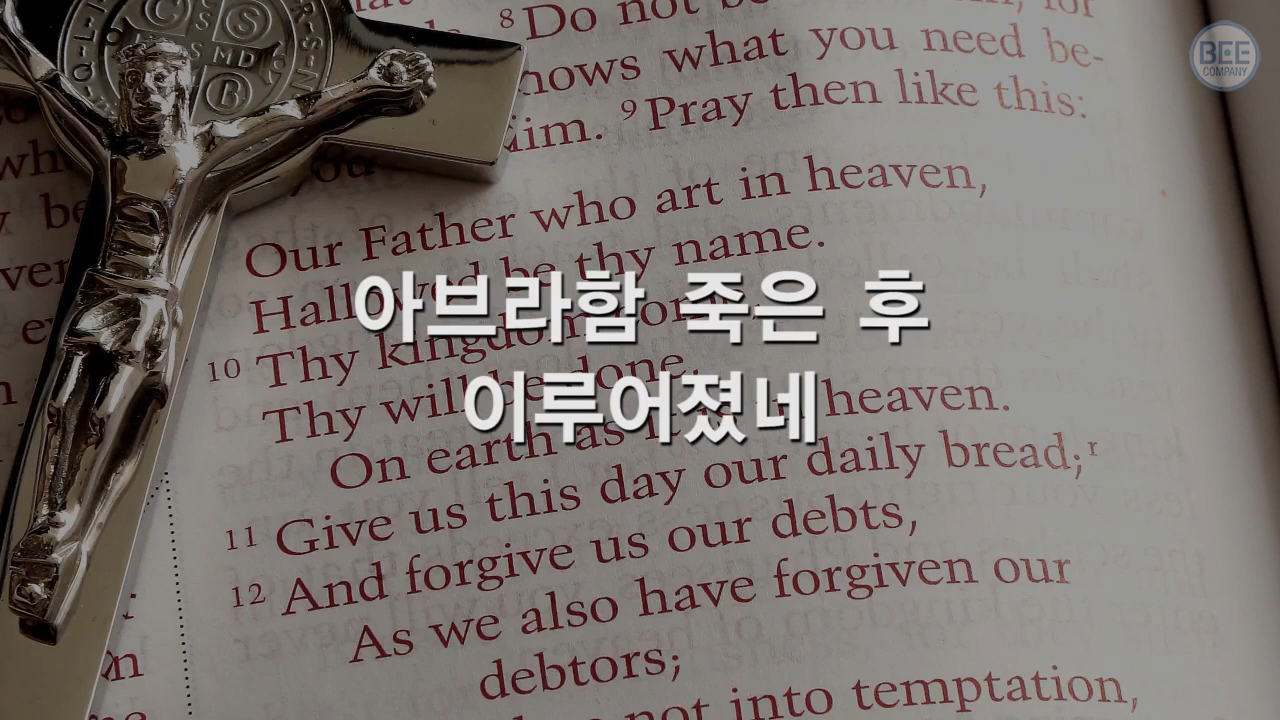 BEE
COMPANY
8 Do not
knows what you need be-
him. 9 Pray then like this:
Our Father who art in heaven,
Hallowed be thy name.
10 Thy kingdom
Thy will be done,
On earth as it heaven.
11 Give us this day our daily bread;r
12 And forgive us our debts,
As we also have forgiven our
debtors;
not into temptation,
아브라함 죽은 후
이루어졌네